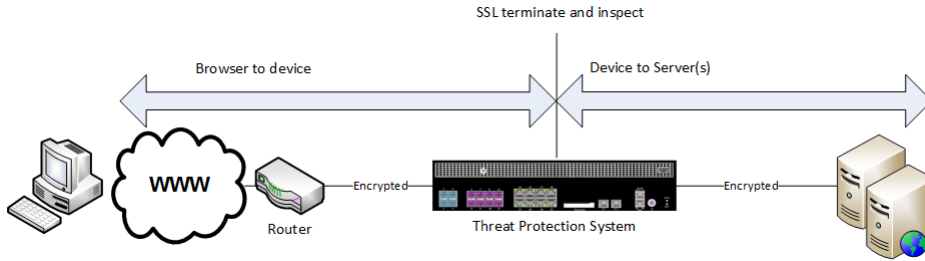 SSL terminate and inspect
Browser to device
Device to Server(s)
WWW
Encrypted
Encrypted
Router
Threat Protection System